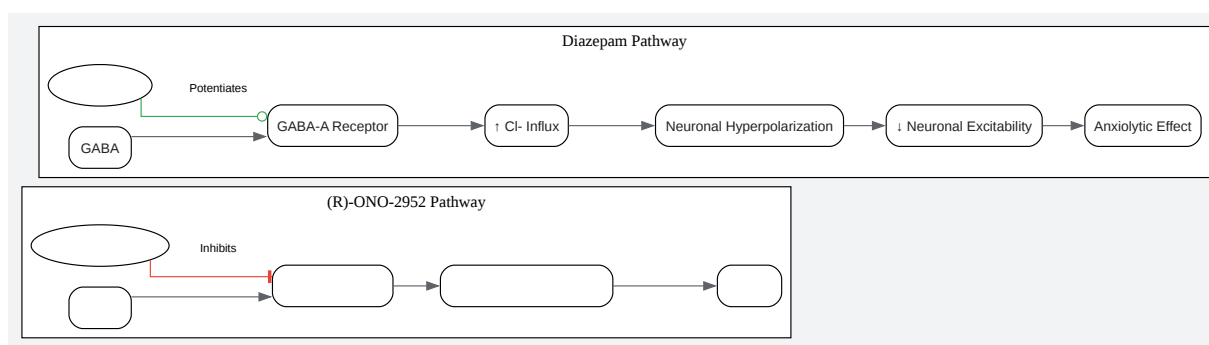 Diazepam Pathway
Potentiates
GABA-A Receptor
↑ Cl- Influx
Neuronal Hyperpolarization
↓ Neuronal Excitability
Anxiolytic Effect
GABA
(R)-ONO-2952 Pathway
Inhibits